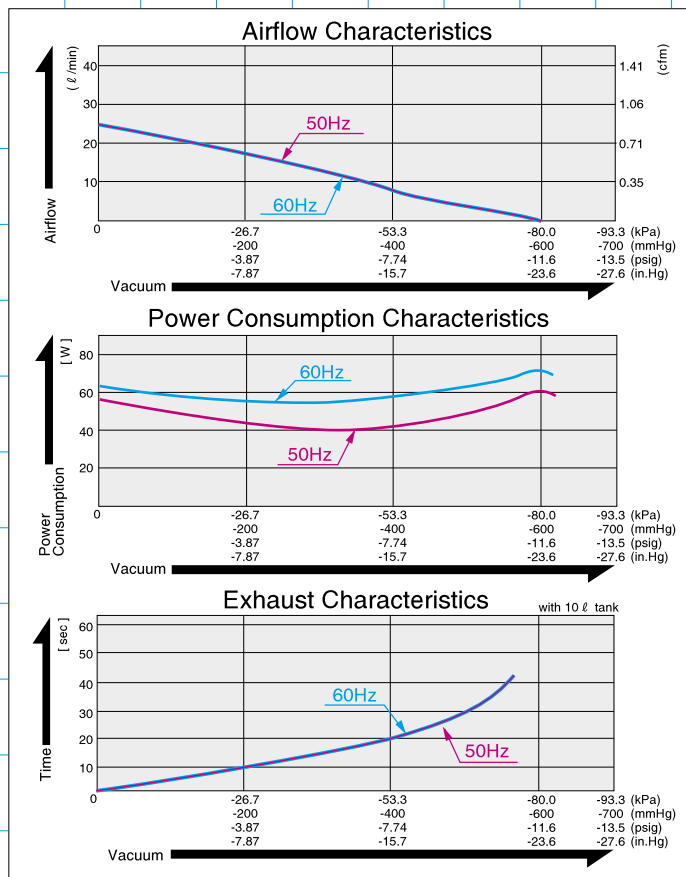 Airflow Characteristics
(ℓ/min)
(cfm)
40
30
20
10
1.41
1.06
0.71
0.35
50Hz
60Hz
Airflow
0 -26.7 -53.3 -80.0 -93.3 (kPa)
-200 -400 -600 -700 (mmHg)
-3.87 -7.74 -11.6 -13.5 (psig)
-7.87 -15.7 -23.6 -27.6 (in.Hg)
Vacuum
Power Consumption Characteristics
[ W ]
80
60
40
20
60Hz
50Hz
Power
Consumption
0 -26.7 -53.3 -80.0 -93.3 (kPa)
-200 -400 -600 -700 (mmHg)
-3.87 -7.74 -11.6 -13.5 (psig)
-7.87 -15.7 -23.6 -27.6 (in.Hg)
Vacuum
Exhaust Characteristics
with 10 ℓ tank
[ sec ]
60
50
40
30
20
10
60Hz
50Hz
Time
0 -26.7 -53.3 -80.0 -93.3 (kPa)
-200 -400 -600 -700 (mmHg)
-3.87 -7.74 -11.6 -13.5 (psig)
-7.87 -15.7 -23.6 -27.6 (in.Hg)
Vacuum